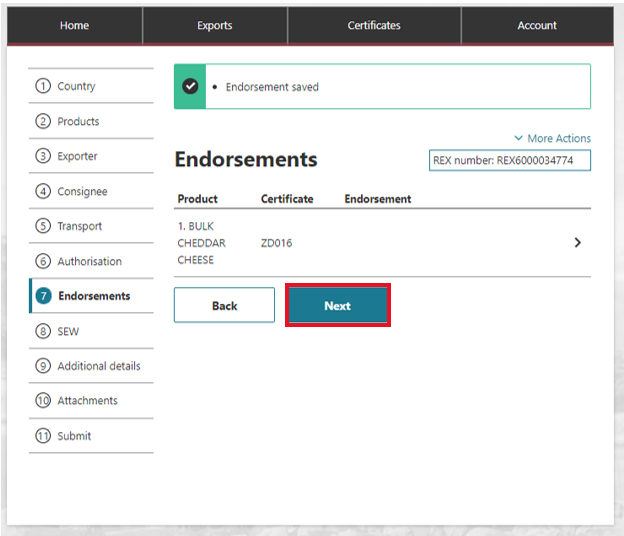 Home Exports Certificates Account
1 Country
2 Products
3 Exporter
4 Consignee
5 Transport
6 Authorisation
7 Endorsements
8 SEW
9 Additional details
10 Attachments
11 Submit
• Endorsement saved
More Actions
Endorsements
REX number: REX6000034774
Product Certificate Endorsement
1. BULK
CHEDDAR ZD016
CHEESE
Back Next